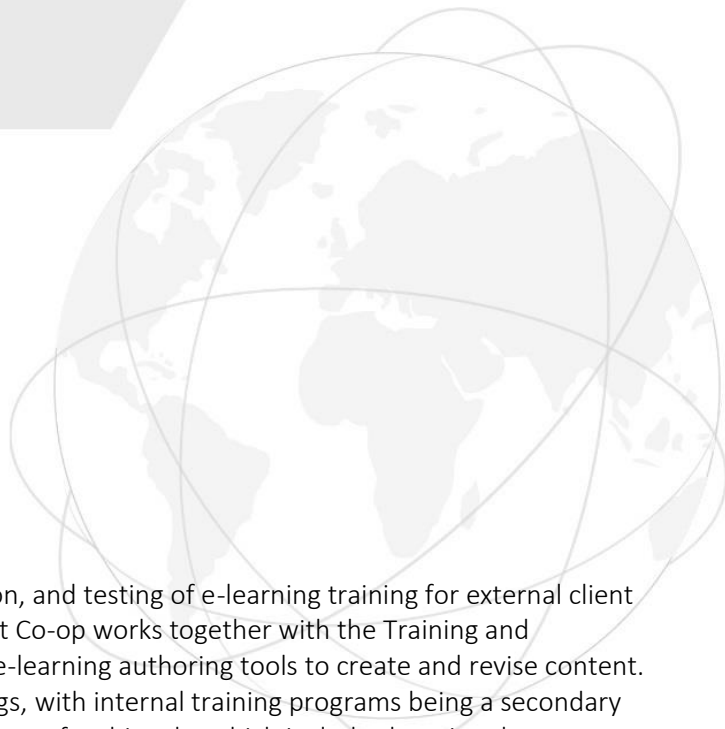 on, and testing of e-learning training for external client
t Co-op works together with the Training and
e-learning authoring tools to create and revise content.
gs, with internal training programs being a secondary